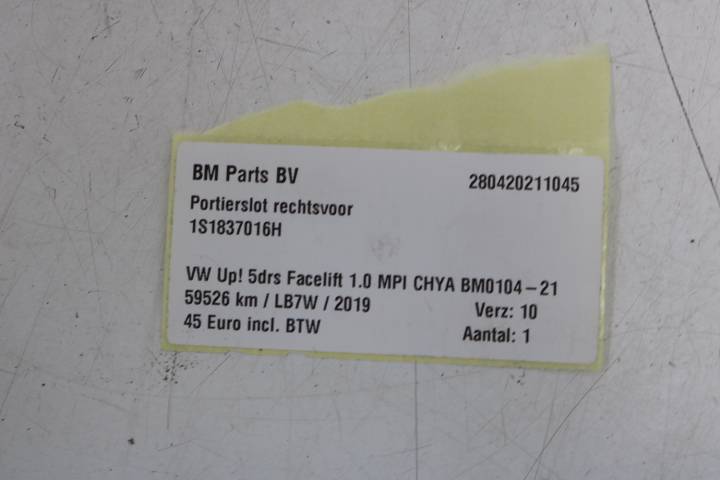 BM Parts BV 280420211045
Portierslot rechtsvoor
1S1837016H
VW Up! 5drs Facelift 1.0 MPI CHYA BM0104-21
59526 km / LB7W / 2019 Verz: 10
45 Euro incl. BTW Aantal: 1